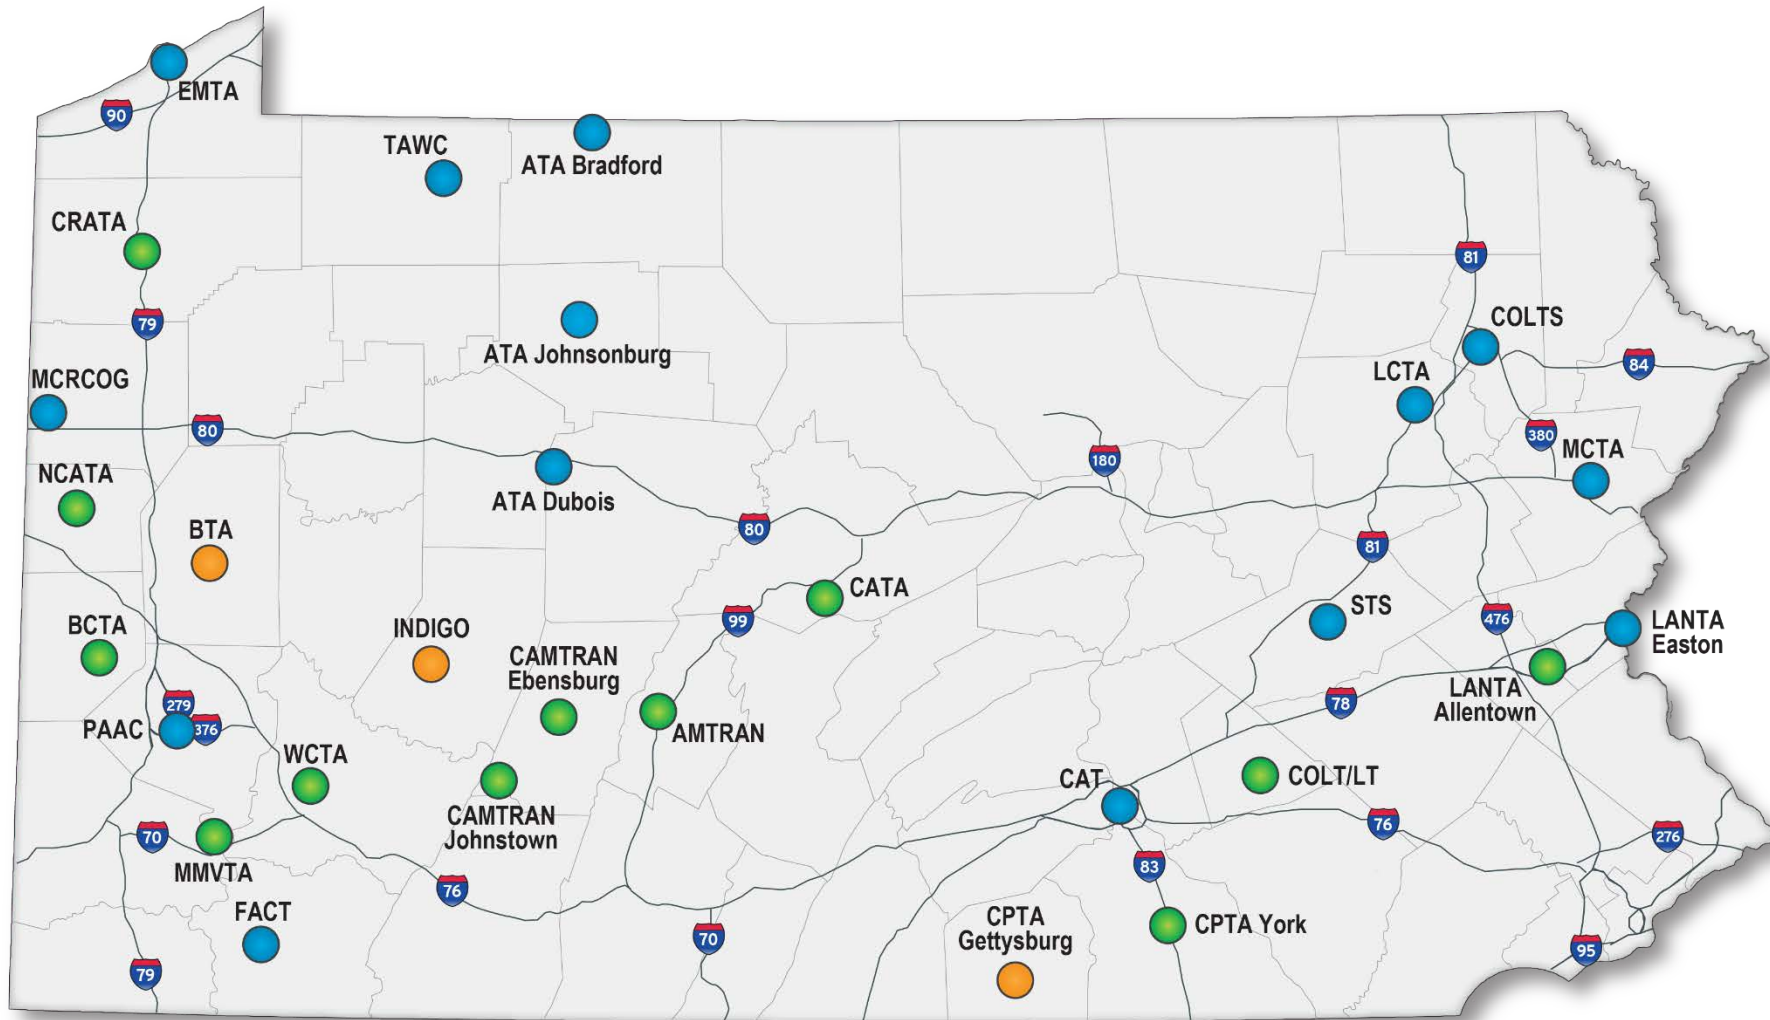 EMTA
90
TAWC
ATA Bradford
CRATA
81
79
ATA Johnsonburg
COLTS
84
MCRCOG
LCTA
80
380
MCTA
180
NCATA
ATA Dubois
BTA
80
81
CATA
STS
476
LANTA
Easton
99
BCTA
INDIGO
CAMTRAN
Ebensburg
LANTA
Allentown
279
78
PAAC
376
AMTRAN
WCTA
CAT
COLT/LT
CAMTRAN
Johnstown
76
276
70
MMVTA
83
76
FACT
CPTA
Gettysburg
CPTA York
70
95
79